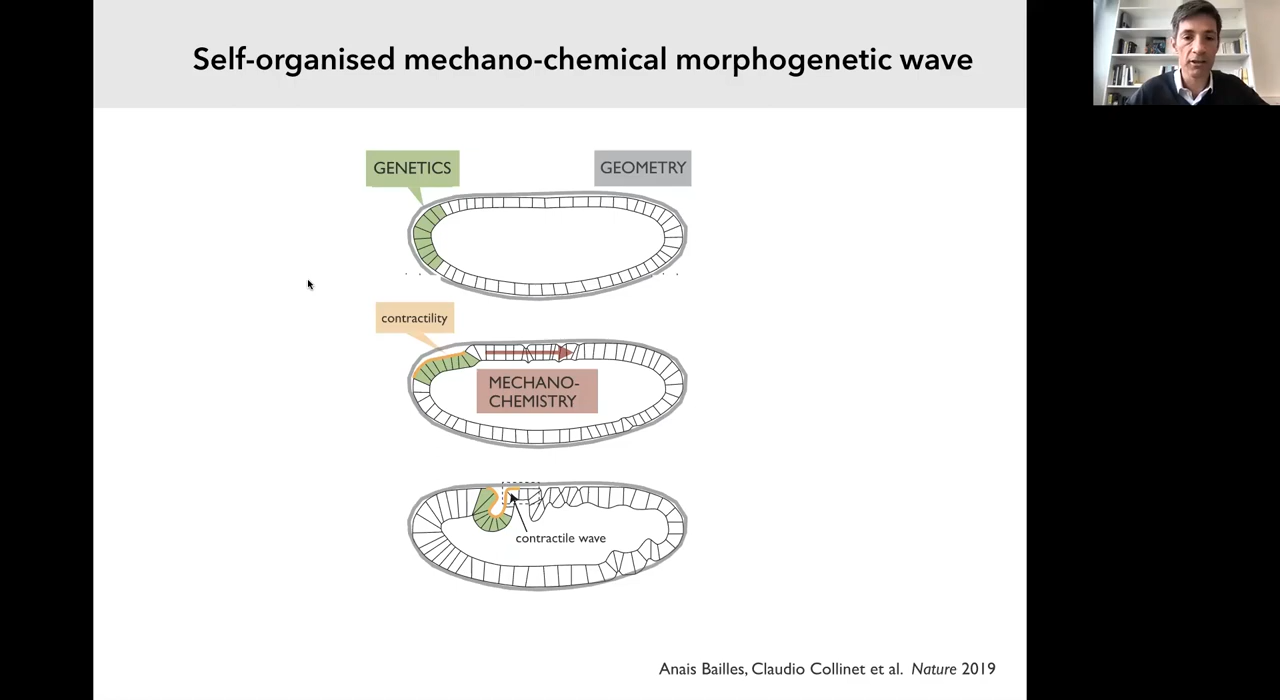 Self-organised mechano-chemical morphogenetic wave
GENETICS
GEOMETRY
contractility
MECHANO-
CHEMISTRY
contractile wave
Anais Bailles, Claudio Collinet et al. Nature 2019